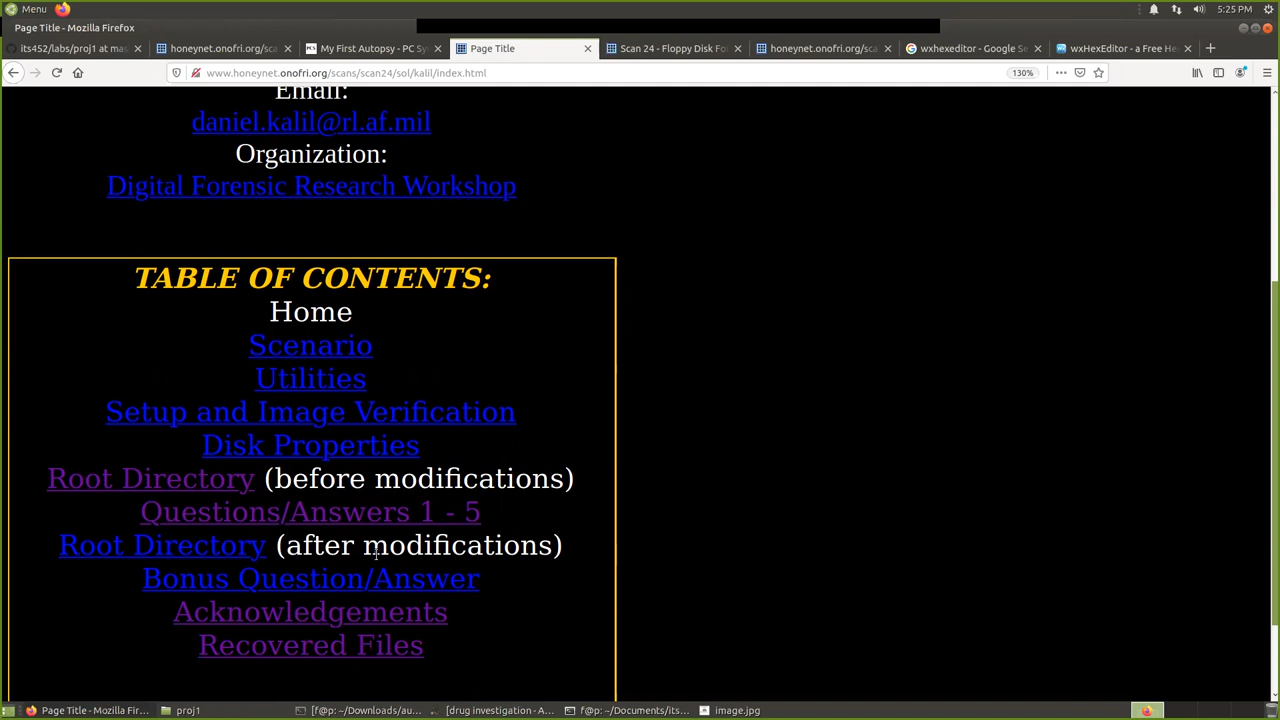 Menu
5:25 PM
Page Title - Mozilla Firefox
its452/labs/proj1 at mas
honeynet.onofri.org/sca
My First Autopsy - PC Sy
Page Title
Scan 24 - Floppy Disk Fo
honeynet.onofri.org/sca
wxhexeditor - Google Se
wxHexEditor - a Free He
www.honeynet.onofri.org/scans/scan24/sol/kalil/index.html
130%
Email:
daniel.kalil@rl.af.mil
Organization:
Digital Forensic Research Workshop
TABLE OF CONTENTS:
Home
Scenario
Utilities
Setup and Image Verification
Disk Properties
Root Directory (before modifications)
Questions/Answers 1 - 5
Root Directory (after modifications)
Bonus Question/Answer
Acknowledgements
Recovered Files
Page Title - Mozilla Fir...
proj1
[f@p: ~/Downloads/au...
[drug investigation - A...
f@p: ~/Documents/its...
image.jpg